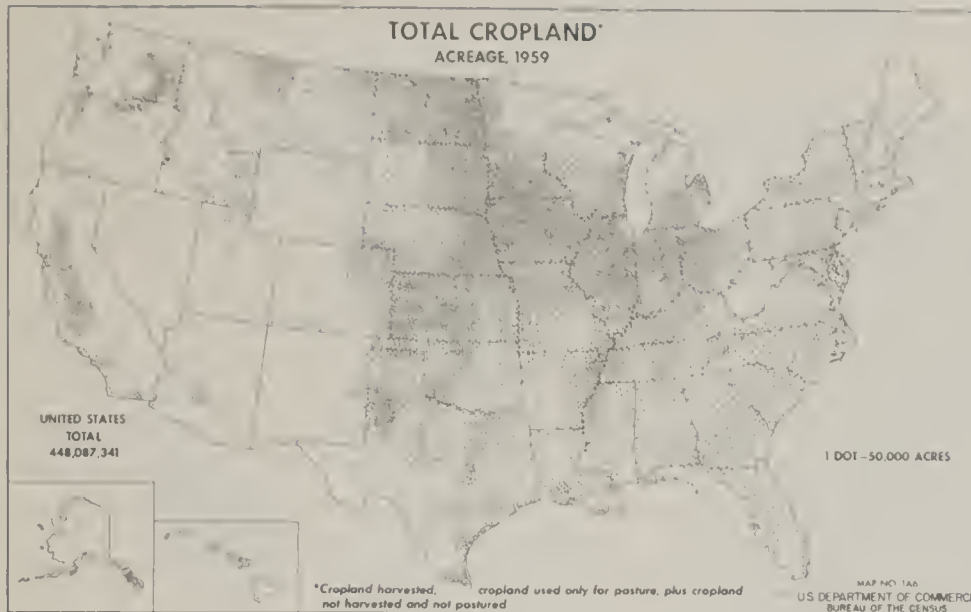 TOTAL CROPLAND*
ACREAGE, 1959
UNITED STATES
TOTAL
448,087,341
1 DOT-50,000 ACRES
*Cropland harvested, cropland used only for pasture, plus cropland
not harvested and not pastured
MAP NO. 1A6
U.S. DEPARTMENT OF COMMERCE
BUREAU OF THE CENSUS